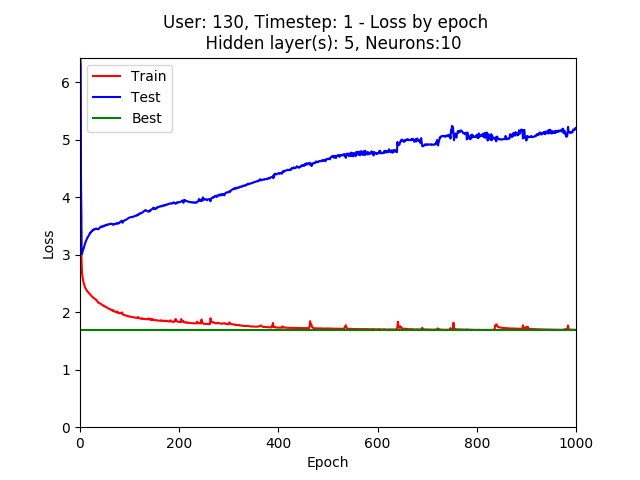 User: 130, Timestep: 1 - Loss by epoch
Hidden layer(s): 5, Neurons:10
Train
Test
Best
6
5
4
3
2
1
0
Loss
0
200
400
600
800
1000
Epoch